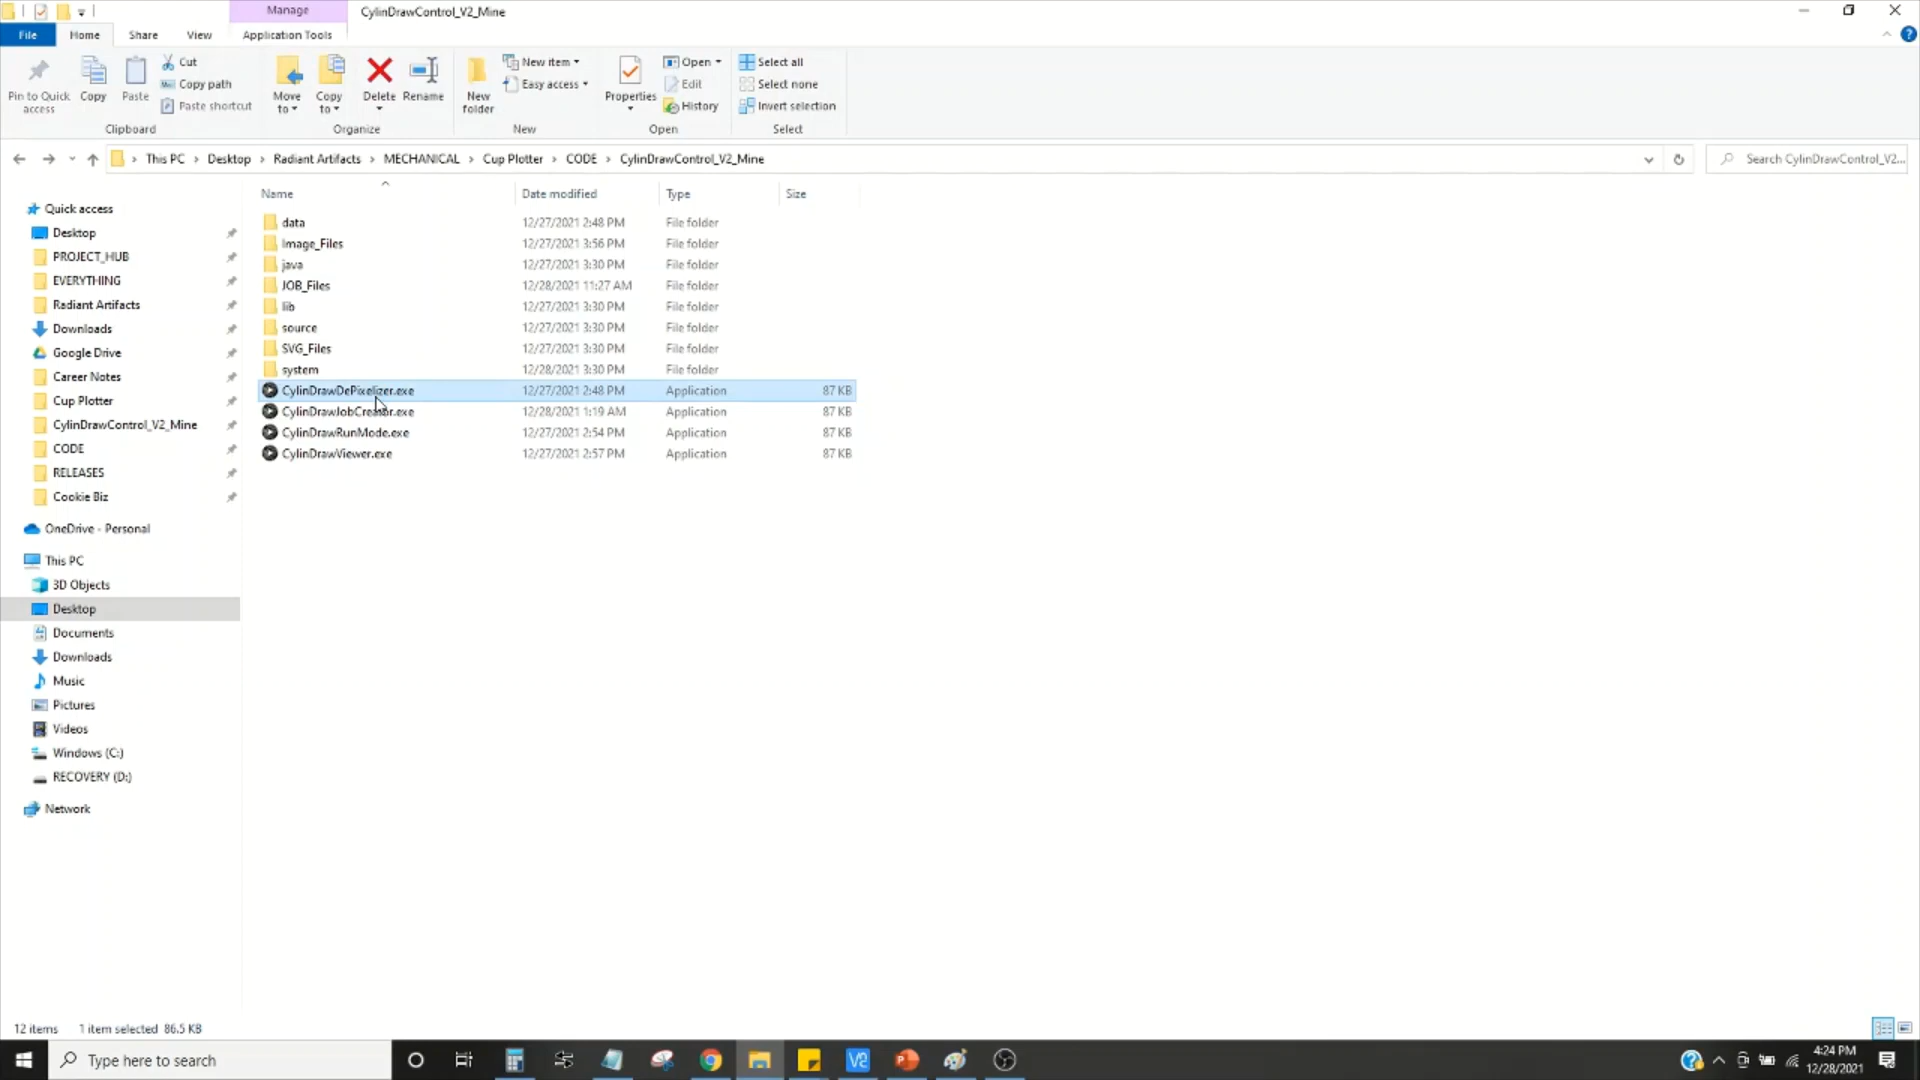 Manage
CylinDrawControl_V2_Mine
File
Home
Share
View
Application Tools
Pin to Quick access
Copy
Paste
Cut
Copy path
Paste shortcut
Clipboard
Move to
Copy to
Delete
Rename
Organize
New folder
New item
Easy access
New
Properties
Open
Edit
History
Open
Select all
Select none
Invert selection
Select
This PC > Desktop > Radiant Artifacts > MECHANICAL > Cup Plotter > CODE > CylinDrawControl_V2_Mine
Search CylinDrawControl_V2...
Name Date modified Type Size
data 12/27/2021 2:48 PM File folder
Image_Files 12/27/2021 3:56 PM File folder
java 12/27/2021 3:30 PM File folder
JOB_Files 12/28/2021 11:27 AM File folder
lib 12/27/2021 3:30 PM File folder
source 12/27/2021 3:30 PM File folder
SVG_Files 12/27/2021 3:30 PM File folder
system 12/28/2021 3:30 PM File folder
CylinDrawDePixelizer.exe 12/27/2021 2:48 PM Application 87 KB
CylinDrawJobCreator.exe 12/28/2021 1:19 AM Application 87 KB
CylinDrawRunMode.exe 12/27/2021 2:54 PM Application 87 KB
CylinDrawViewer.exe 12/27/2021 2:57 PM Application 87 KB
Quick access
Desktop
PROJECT_HUB
EVERYTHING
Radiant Artifacts
Downloads
Google Drive
Career Notes
Cup Plotter
CylinDrawControl_V2_Mine
CODE
RELEASES
Cookie Biz
OneDrive - Personal
This PC
3D Objects
Desktop
Documents
Downloads
Music
Pictures
Videos
Windows (C:)
RECOVERY (D:)
Network
12 items 1 item selected 86.5 KB
Type here to search
4:24 PM
12/28/2021